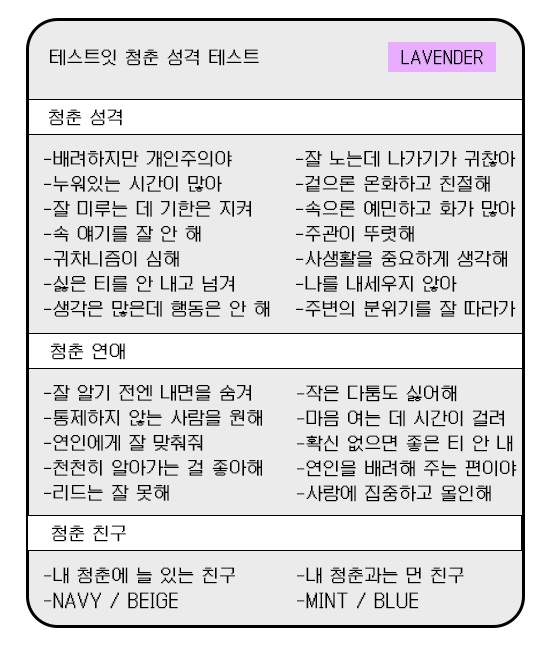 테스트잇 청춘 성격 테스트
LAVENDER
청춘 성격
-배려하지만 개인주의야
-누워있는 시간이 많아
-잘 미루는 데 기한은 지켜
-속 얘기를 잘 안 해
-귀차니즘이 심해
-싫은 티를 안 내고 넘겨
-생각은 많은데 행동은 안 해
-잘 노는데 나가기가 귀찮아
-겉으론 온화하고 친절해
-속으론 예민하고 화가 많아
-주관이 뚜렷해
-사생활을 중요하게 생각해
-나를 내세우지 않아
-주변의 분위기를 잘 따라가
청춘 연애
-잘 알기 전엔 내면을 숨겨
-통제하지 않는 사람을 원해
-연인에게 잘 맞춰줘
-천천히 알아가는 걸 좋아해
-리드는 잘 못해
-작은 다툼도 싫어해
-마음 여는 데 시간이 걸려
-확신 없으면 좋은 티 안 내
-연인을 배려해 주는 편이야
-사랑에 집중하고 올인해
청춘 친구
-내 청춘에 늘 있는 친구
-NAVY / BEIGE
-내 청춘과는 먼 친구
-MINT / BLUE